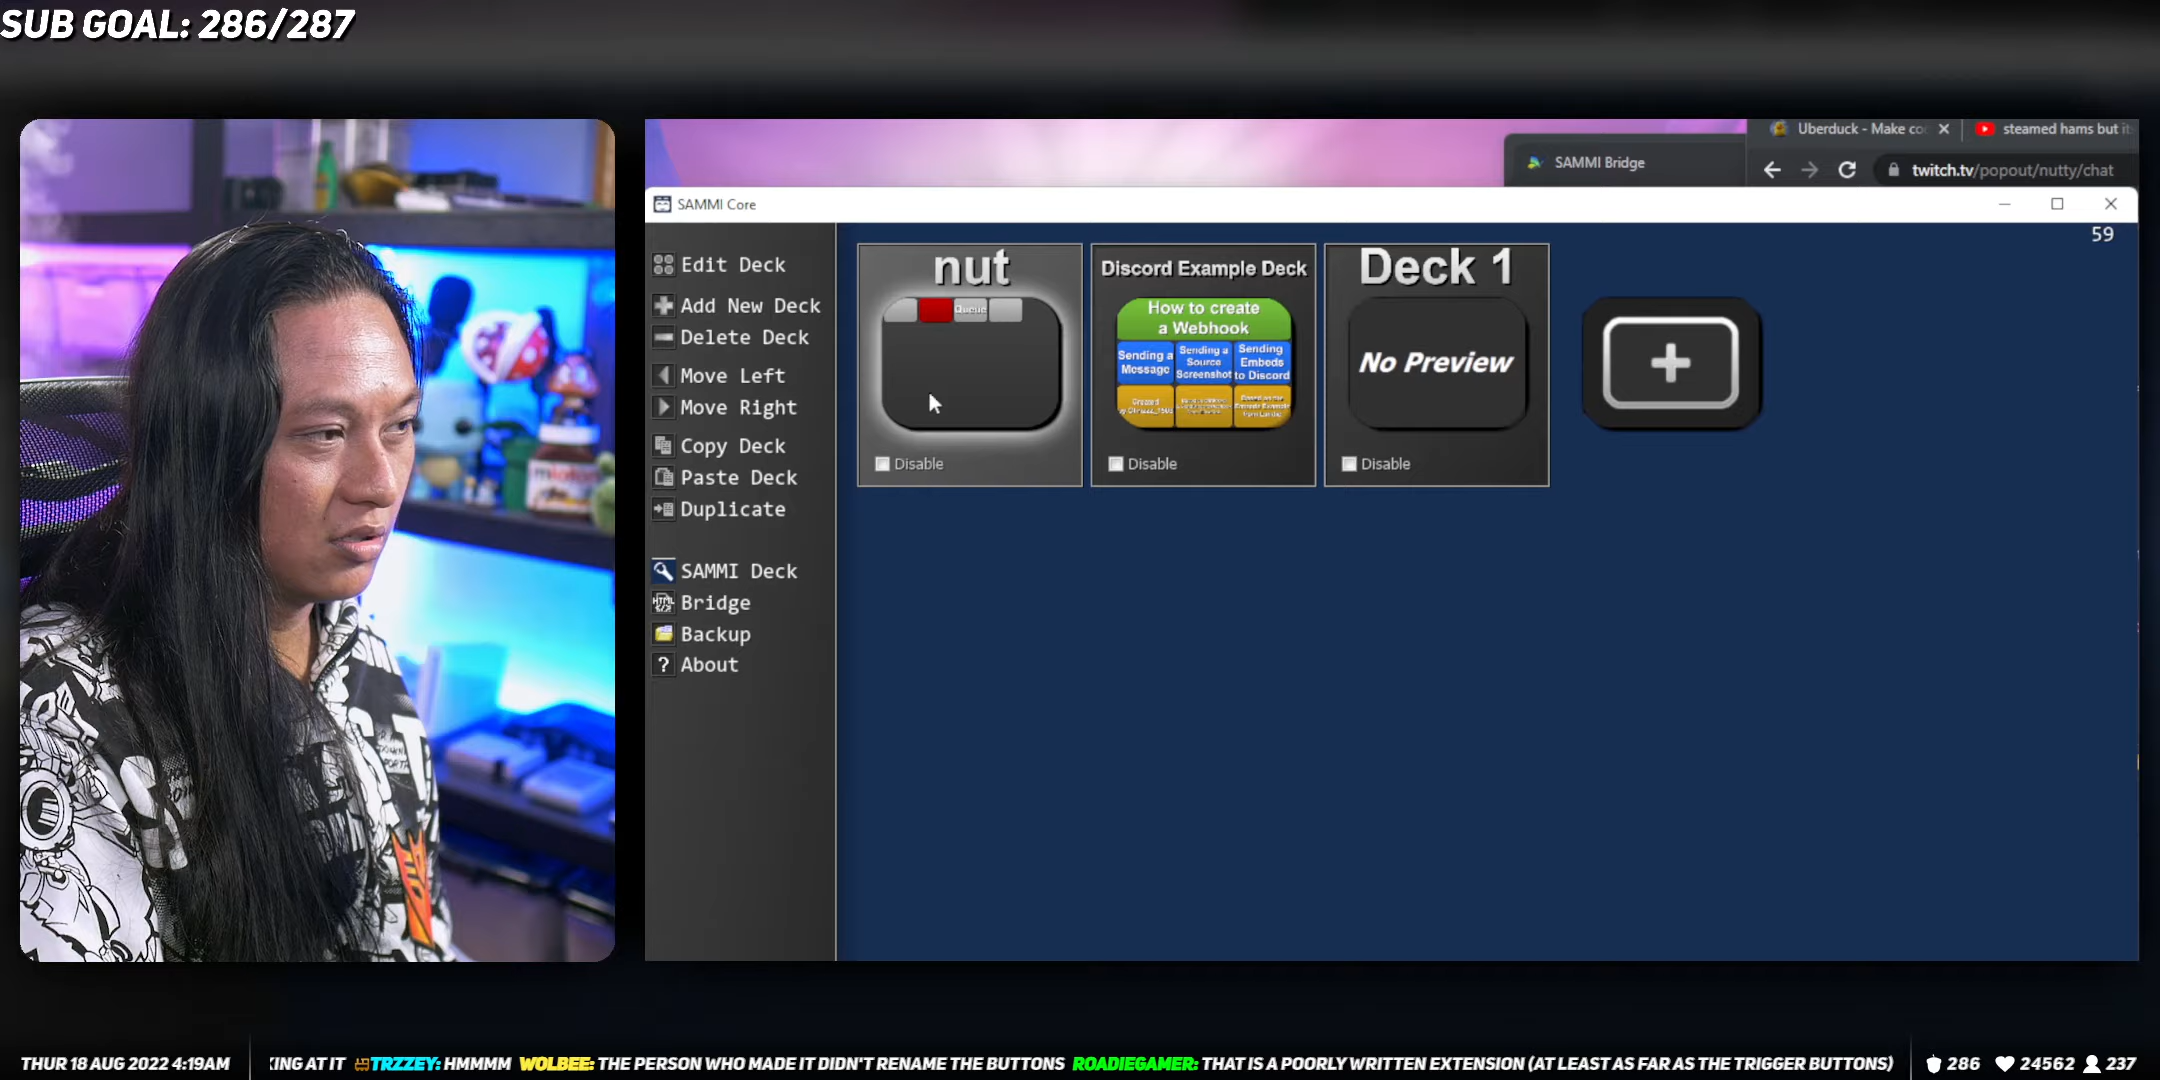 SUB GOAL: 286/287
Uberduck - Make co
steamed hams but it
SAMMI Bridge
twitch.tv/popout/nutty/chat
SAMMI Core
59
Edit Deck
Add New Deck
Delete Deck
Move Left
Move Right
Copy Deck
Paste Deck
Duplicate
SAMMI Deck
Bridge
Backup
? About
nut
Queue
Disable
Discord Example Deck
How to create
a Webhook
Sending a
Message
Sending a
Source
Screenshot
Sending
Embeds
to Discord
Created
Disable
Deck 1
No Preview
Disable
THUR 18 AUG 2022 4:19AM
KING AT IT TRZZEY: HMMMM WOLBEE: THE PERSON WHO MADE IT DIDN'T RENAME THE BUTTONS ROADIEGAMER: THAT IS A POORLY WRITTEN EXTENSION (AT LEAST AS FAR AS THE TRIGGER BUTTONS)
286 24562 237